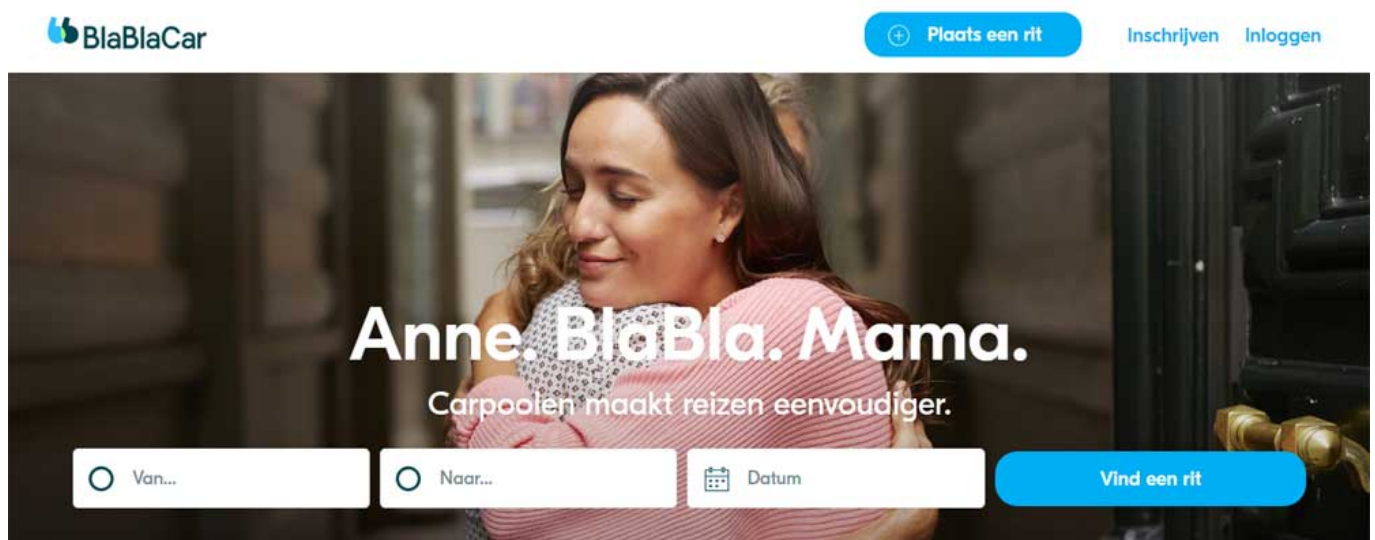 BlaBlaCar
Plaats een rit
Inschrijven Inloggen
Anne. BlaBla. Mama.
Carpoolen maakt reizen eenvoudiger.
Van...
Naar...
Datum
Vind een rit